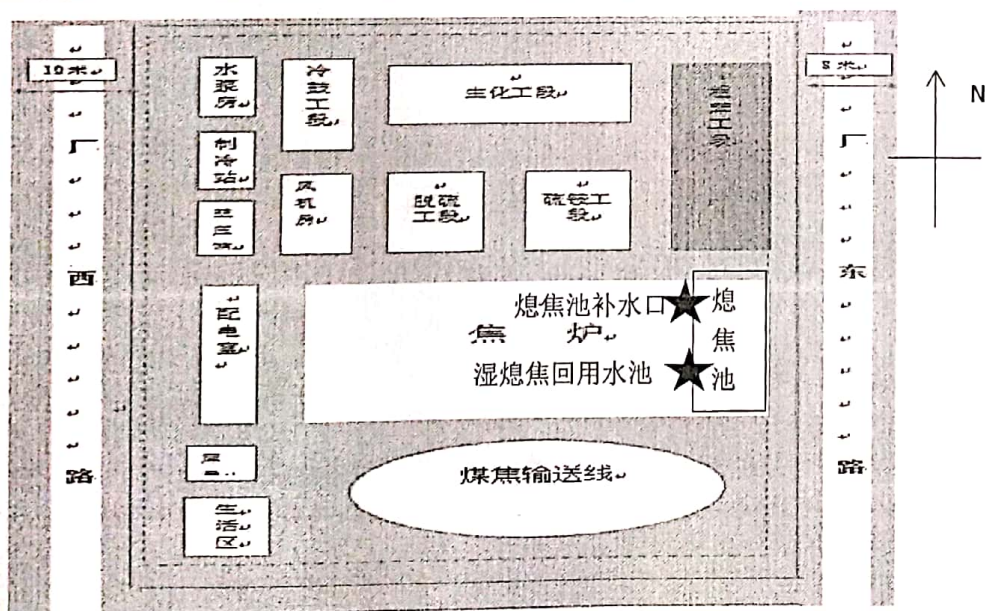 10米
8米
N
水泵房
冷鼓工段
生化工段
制冷站
风机房
脱硫工段
硫铵工段
厂西路
厂东路
配电室
熄焦池补水口
焦炉
湿熄焦回用水池
熄焦池
煤焦输送线
生活区